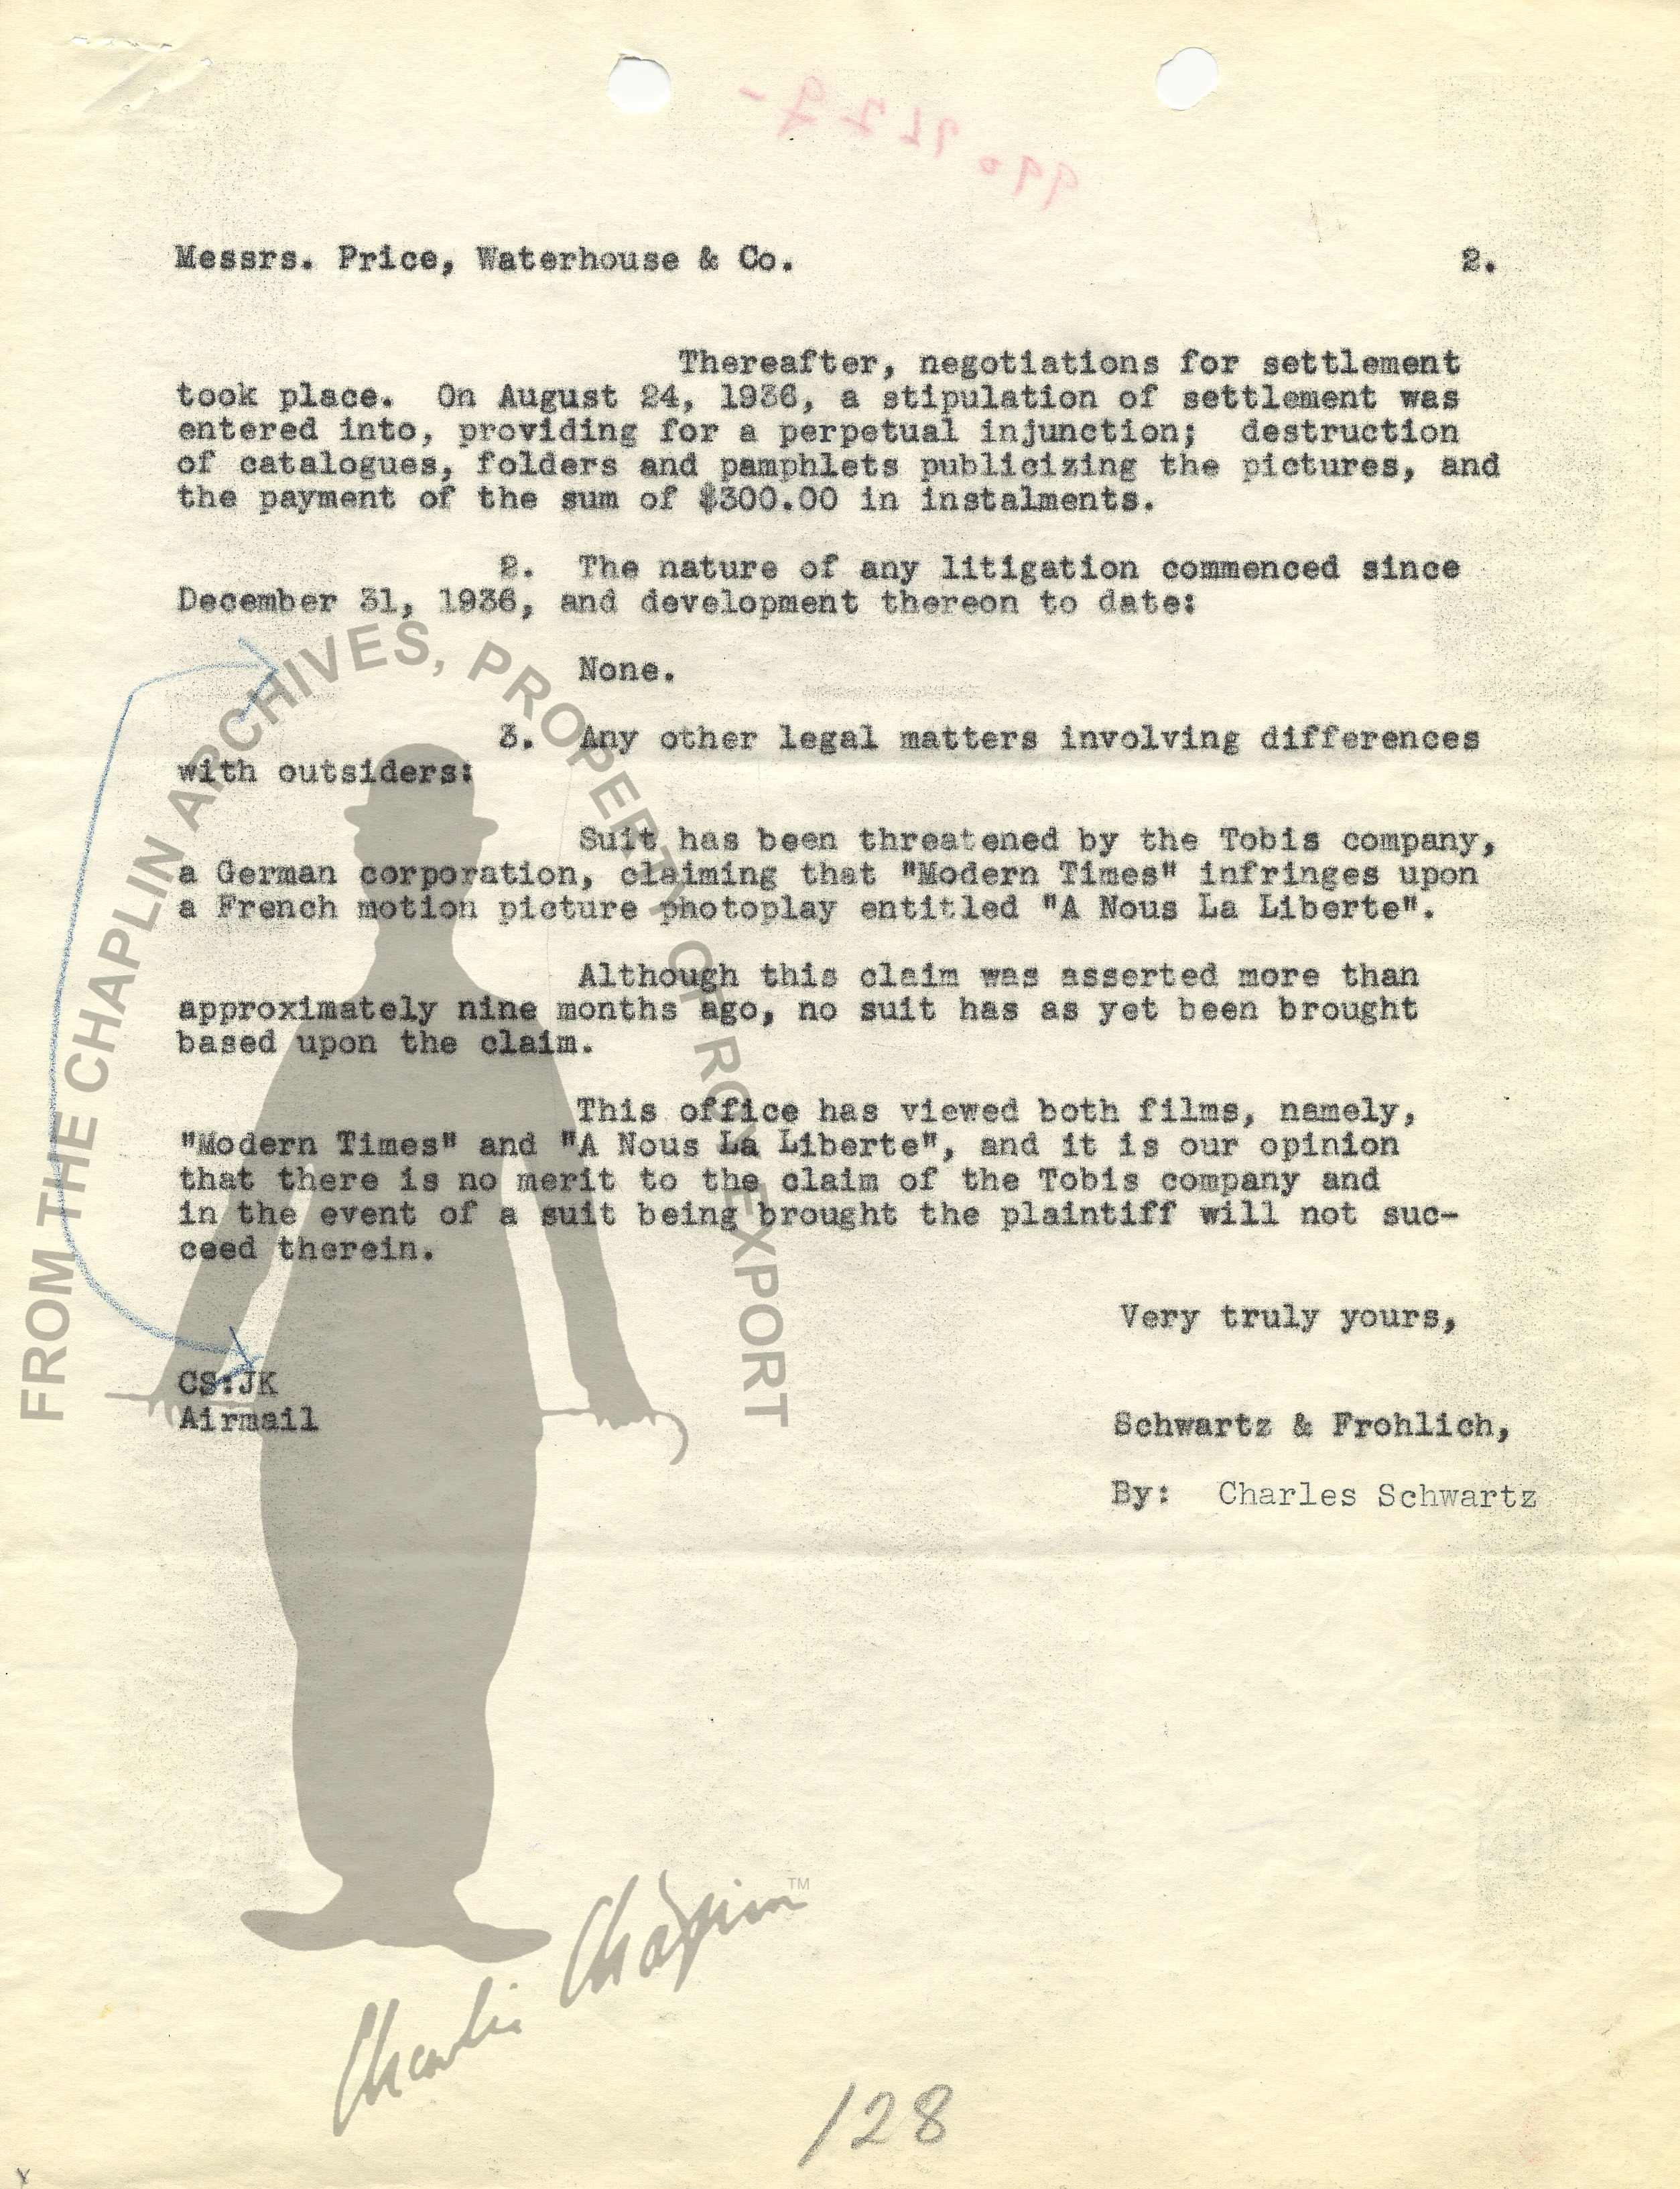 Messrs. Price, Waterhouse & Co. 2.
Thereafter, negotiations for settlement
took place. On August 24, 1936, a stipulation of settlement was
entered into, providing for a perpetual injunction; destruction
of catalogues, folders and pamphlets publicizing the pictures, and
the payment of the sum of $300.00 in instalments.
2. The nature of any litigation commenced since
December 31, 1936, and development thereon to date:
None.
3. Any other legal matters involving differences
with outsiders:
Suit has been threatened by the Tobis company,
a German corporation, claiming that "Modern Times" infringes upon
a French motion picture photoplay entitled "A Nous La Liberte".
Although this claim was asserted more than
approximately nine months ago, no suit has as yet been brought
based upon the claim.
This office has viewed both films, namely,
"Modern Times" and "A Nous La Liberte", and it is our opinion
that there is no merit to the claim of the Tobis company and
in the event of a suit being brought the plaintiff will not suc-
ceed therein.
Very truly yours,
CS:JK
Airmail
Schwartz & Frohlich,
By: Charles Schwartz
FROM THE CHAPLIN ARCHIVES, PROPERTY OF ROY EXPORT
Charlie Chaplin TM
128